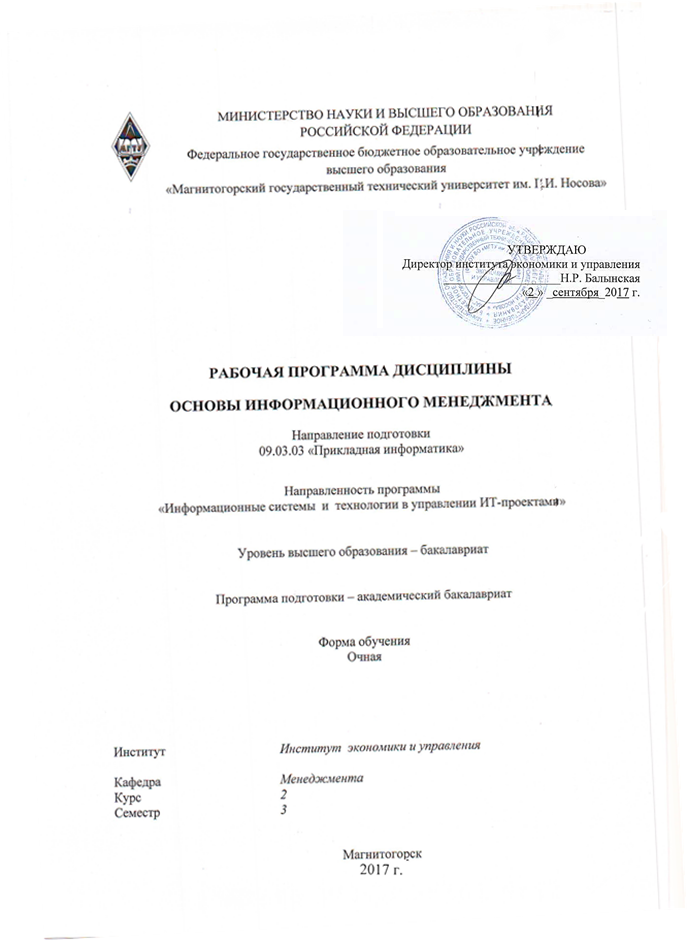 МИНИСТЕРСТВО НАУКИ И ВЫСШЕГО ОБРАЗОВАНИЯ
РОССИЙСКОЙ ФЕДЕРАЦИИ
Федеральное государственное бюджетное образовательное учреждение
высшего образования
«Магнитогорский государственный технический университет им. Г.И. Носова»
УТВЕРЖДАЮ
Директор института экономики и управления
Н.Р. Балынская
«2 » сентября 2017 г.
РАБОЧАЯ ПРОГРАММА ДИСЦИПЛИНЫ
ОСНОВЫ ИНФОРМАЦИОННОГО МЕНЕДЖМЕНТА
Направление подготовки
09.03.03 «Прикладная информатика»
Направленность программы
«Информационные системы и технологии в управлении ИТ-проектами»
Уровень высшего образования – бакалавриат
Программа подготовки – академический бакалавриат
Форма обучения
Очная
Институт Институт экономики и управления
Кафедра Менеджмента
Курс 2
Семестр 3
Магнитогорск
2017 г.